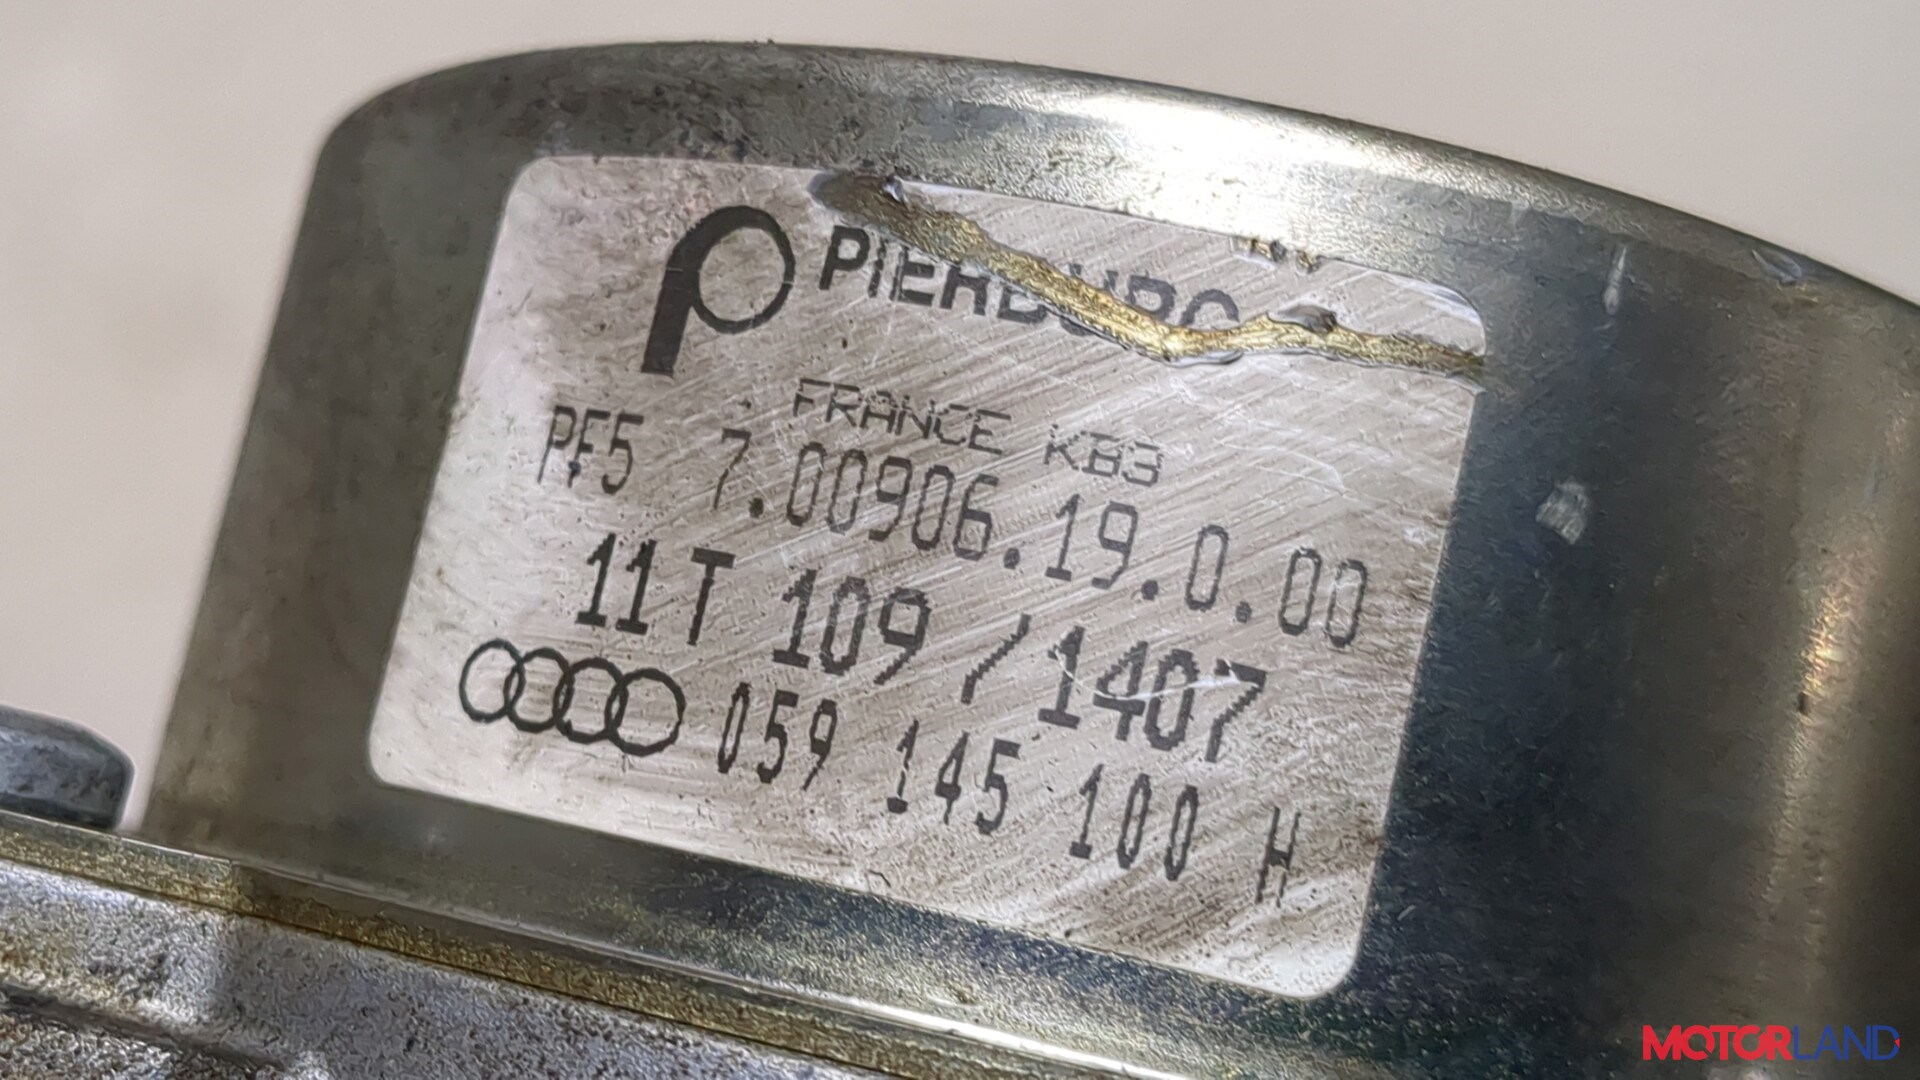 PIERBURG
FRANCE KB3
PF5 7.00906.19.0.00
11T 109 /1407
059 145 100 H
MOTORLAND